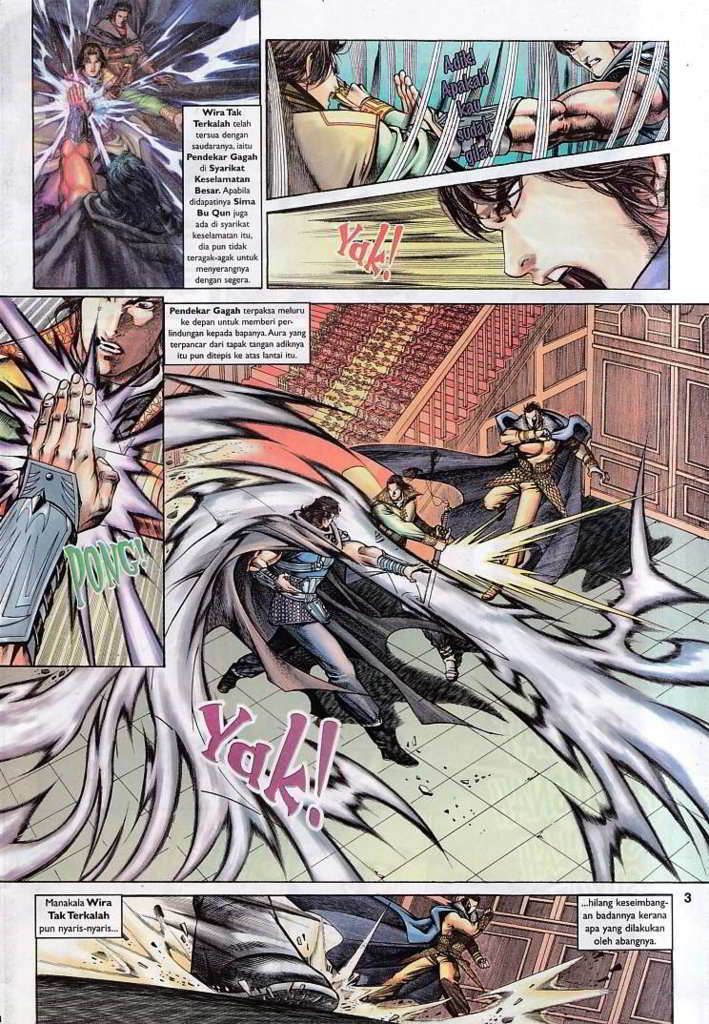 Wira Tak
Terkalah telah
tersua dengan
saudaranya, iaitu
Pendekar Gagah
di Syarikat
Keselamatan
Besar. Apabila
didapatinya Sima
Bu Qun juga
ada di syarikat
keselamatan itu,
dia pun tidak
teragak-agak untuk
menyerangnya
dengan segera.
Adik!
Apakah
kau
sudah
gila!
Yak!
Pendekar Gagah terpaksa meluru
ke depan untuk memberi per-
lindungan kepada bapanya. Aura yang
terpancar dari tapak tangan adiknya
itu pun ditepis ke atas lantai itu.
PONG!
Yak!
3
Manakala Wira
Tak Terkalah
pun nyaris-nyaris...
...hilang keseimbang-
an badannya kerana
apa yang dilakukan
oleh abangnya.